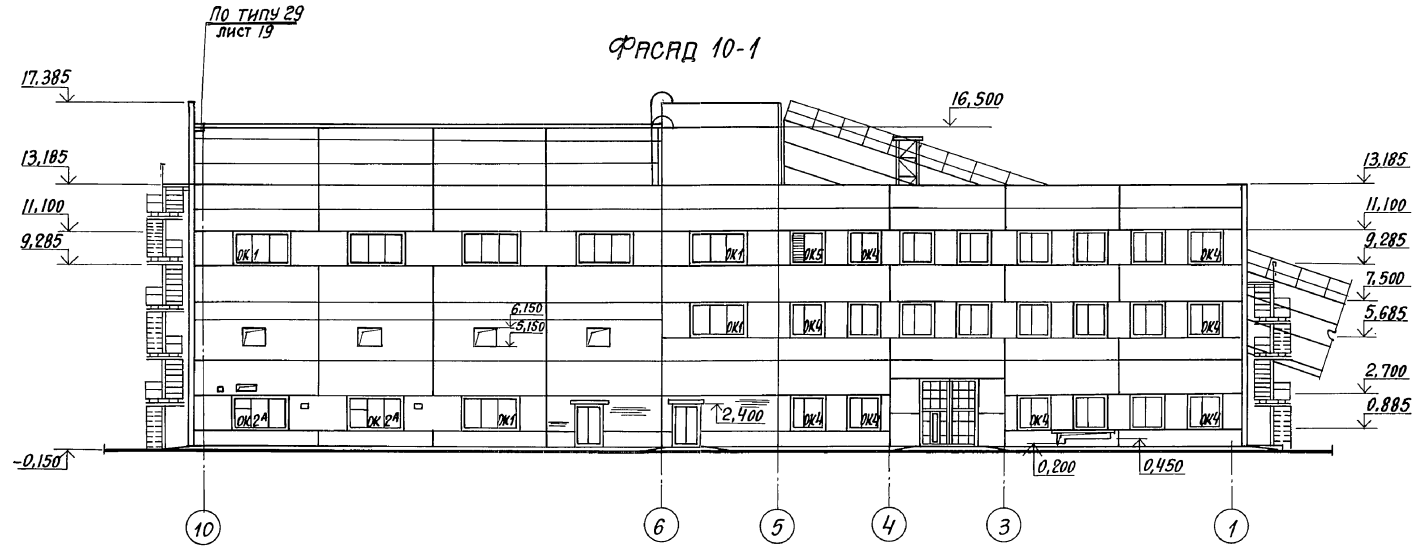 По типу 29
лист 19
Фасад 10-1
17,385
16,500
13,185
13,185
11,100
11,100
9,285
9,285
ОК1
ОК1
ОК5
ОК4
ОК4
7,500
6,150
5,150
ОК1
ОК4
ОК4
5,685
2,700
ОК2А
ОК2А
ОК1
2,400
ОК4
ОК4
ОК4
ОК4
0,885
-0,150
0,200
0,450
10
6
5
4
3
1